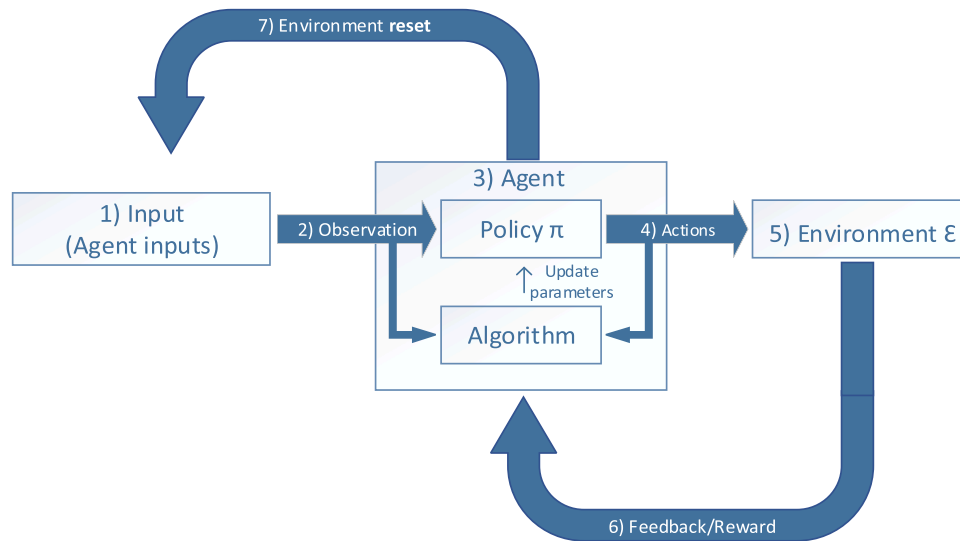 7) Environment reset
3) Agent
1) Input
(Agent inputs)
2) Observation
Policy π
4) Actions
5) Environment Ɛ
Update
parameters
Algorithm
6) Feedback/Reward